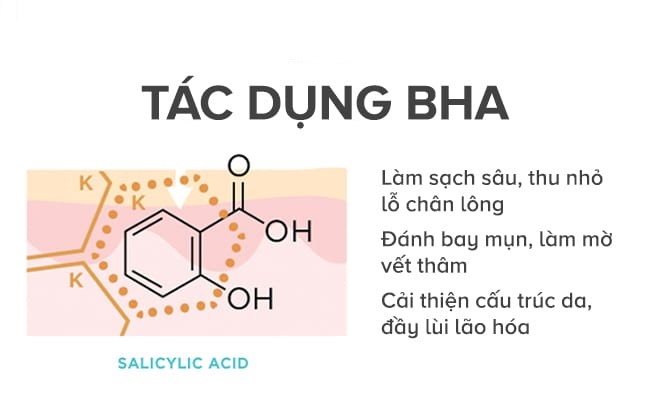 TÁC DỤNG BHA
K
K
K
O
OH
OH
SALICYLIC ACID
Làm sạch sâu, thu nhỏ
lỗ chân lông
Đánh bay mụn, làm mờ
vết thâm
Cải thiện cấu trúc da,
đầy lùi lão hóa